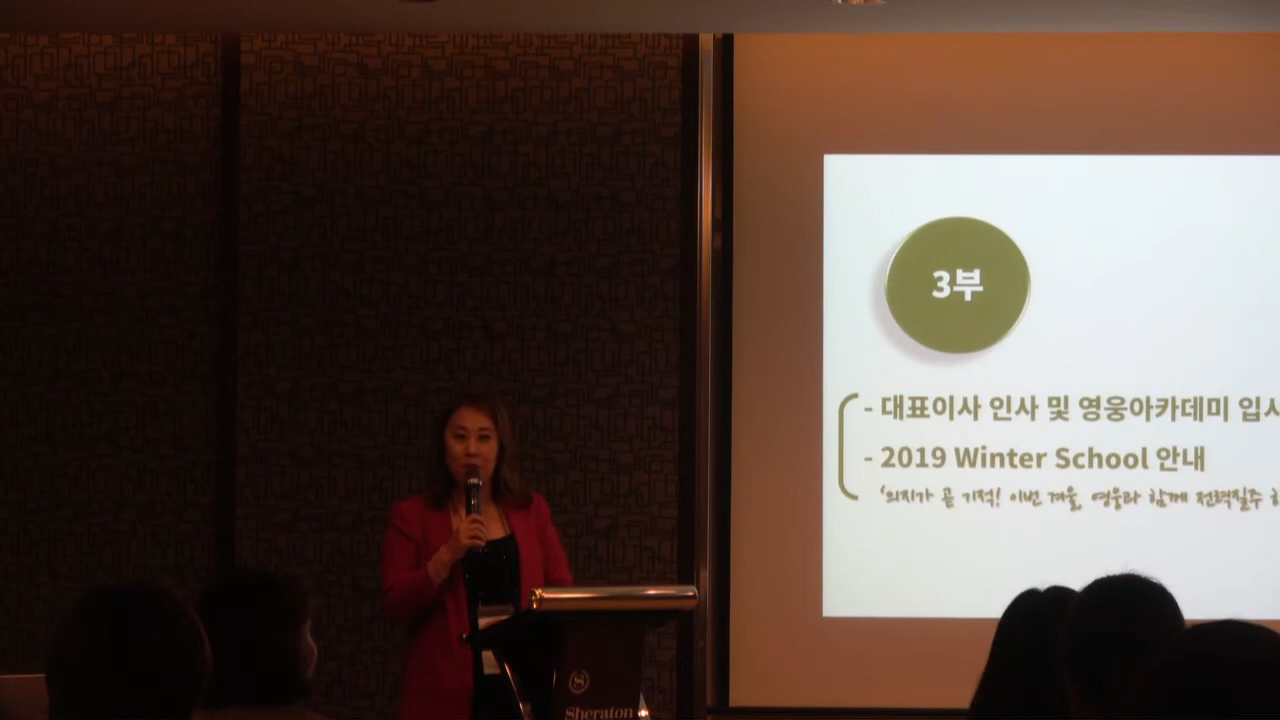 3부
- 대표이사 인사 및 영웅아카데미 입시
- 2019 Winter School 안내
'의지가 곧 기적! 이번 겨울, 영웅과 함께 전력질주
S
Sheraton